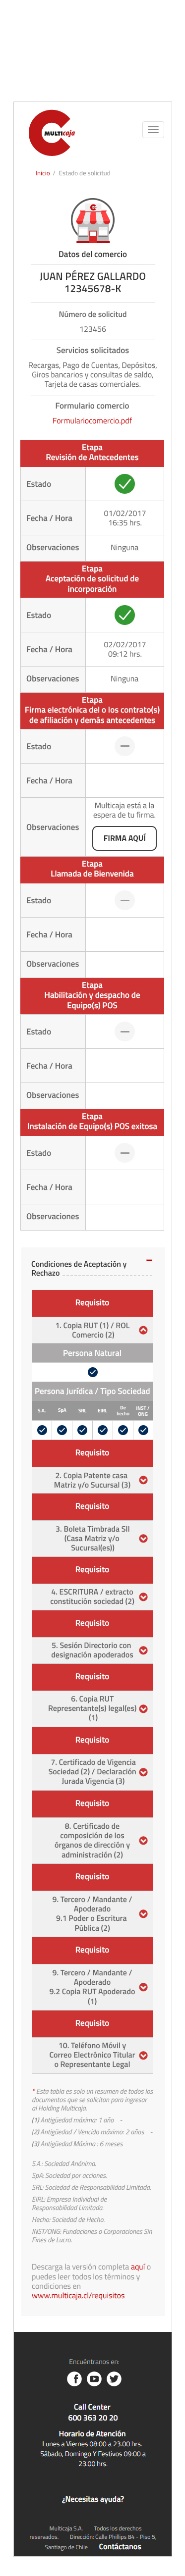 MULTICaja
Inicio / Estado de solicitud
Datos del comercio
JUAN PÉREZ GALLARDO
12345678-K
Número de solicitud
123456
Servicios solicitados
Recargas, Pago de Cuentas, Depósitos,
Giros bancarios y consultas de saldo,
Tarjeta de casas comerciales.
Formulario comercio
Formulariocomercio.pdf
Etapa
Revisión de Antecedentes
Estado
Fecha / Hora
01/02/2017
16:35 hrs.
Observaciones
Ninguna
Etapa
Aceptación de solicitud de
incorporación
Estado
Fecha / Hora
02/02/2017
09:12 hrs.
Observaciones
Ninguna
Etapa
Firma electrónica del o los contrato(s)
de afiliación y demás antecedentes
Estado
Fecha / Hora
Observaciones
Multicaja está a la
espera de tu firma.
FIRMA AQUÍ
Etapa
Llamada de Bienvenida
Estado
Fecha / Hora
Observaciones
Etapa
Habilitación y despacho de
Equipo(s) POS
Estado
Fecha / Hora
Observaciones
Etapa
Instalación de Equipo(s) POS exitosa
Estado
Fecha / Hora
Observaciones
Condiciones de Aceptación y
Rechazo
Requisito
1. Copia RUT (1) / ROL
Comercio (2)
Persona Natural
Persona Jurídica / Tipo Sociedad
S.A.
SpA
SRL
EIRL
De
hecho
INST /
ONG
Requisito
2. Copia Patente casa
Matriz y/o Sucursal (3)
Requisito
3. Boleta Timbrada SII
(Casa Matriz y/o
Sucursal(es))
Requisito
4. ESCRITURA / extracto
constitución sociedad (2)
Requisito
5. Sesión Directorio con
designación apoderados
Requisito
6. Copia RUT
Representante(s) legal(es)
(1)
Requisito
7. Certificado de Vigencia
Sociedad (2) / Declaración
Jurada Vigencia (3)
Requisito
8. Certificado de
composición de los
órganos de dirección y
administración (2)
Requisito
9. Tercero / Mandante /
Apoderado
9.1 Poder o Escritura
Pública (2)
Requisito
9. Tercero / Mandante /
Apoderado
9.2 Copia RUT Apoderado
(1)
Requisito
10. Teléfono Móvil y
Correo Electrónico Titular
o Representante Legal
* Esta tabla es solo un resumen de todos los
documentos que se solicitan para ingresar
al Holding Multicaja.
(1) Antigüedad máxima: 1 año -
(2) Antigüedad / Vencido máximo: 2 años -
(3) Antigüedad Máxima : 6 meses
S.A.: Sociedad Anónima.
SpA: Sociedad por acciones.
SRL: Sociedad de Responsabilidad Limitada.
EIRL: Empresa Individual de
Responsabilidad Limitada.
Hecho: Sociedad de Hecho.
INST/ONG: Fundaciones o Corporaciones Sin
Fines de Lucro.
Descarga la versión completa aquí o
puedes leer todos los términos y
condiciones en
www.multicaja.cl/requisitos
Encuéntranos en:
Call Center
600 363 20 20
Horario de Atención
Lunes a Viernes 08:00 a 23.00 hrs.
Sábado, Domingo Y Festivos 09:00 a
23.00 hrs.
¿Necesitas ayuda?
Multicaja S.A. Todos los derechos
reservados. Dirección: Calle Phillips 84 - Piso 5,
Santiago de Chile Contáctanos